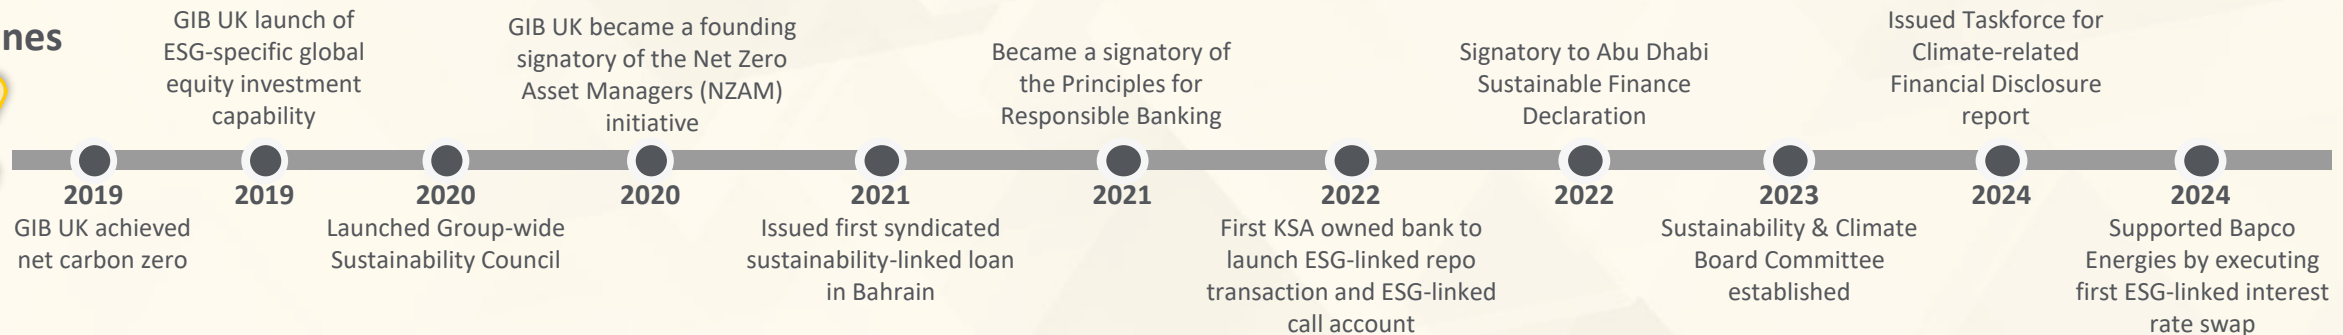 nes
GIB UK launch of
ESG-specific global
equity investment
capability
GIB UK became a founding
signatory of the Net Zero
Asset Managers (NZAM)
initiative
Became a signatory of
the Principles for
Responsible Banking
Signatory to Abu Dhabi
Sustainable Finance
Declaration
Issued Taskforce for
Climate-related
Financial Disclosure
report
2019
2019
2020
2020
2021
2021
2022
2022
2023
2024
2024
GIB UK achieved
net carbon zero
Launched Group-wide
Sustainability Council
Issued first syndicated
sustainability-linked loan
in Bahrain
First KSA owned bank to
launch ESG-linked repo
transaction and ESG-linked
call account
Sustainability & Climate
Board Committee
established
Supported Bapco
Energies by executing
first ESG-linked interest
rate swap